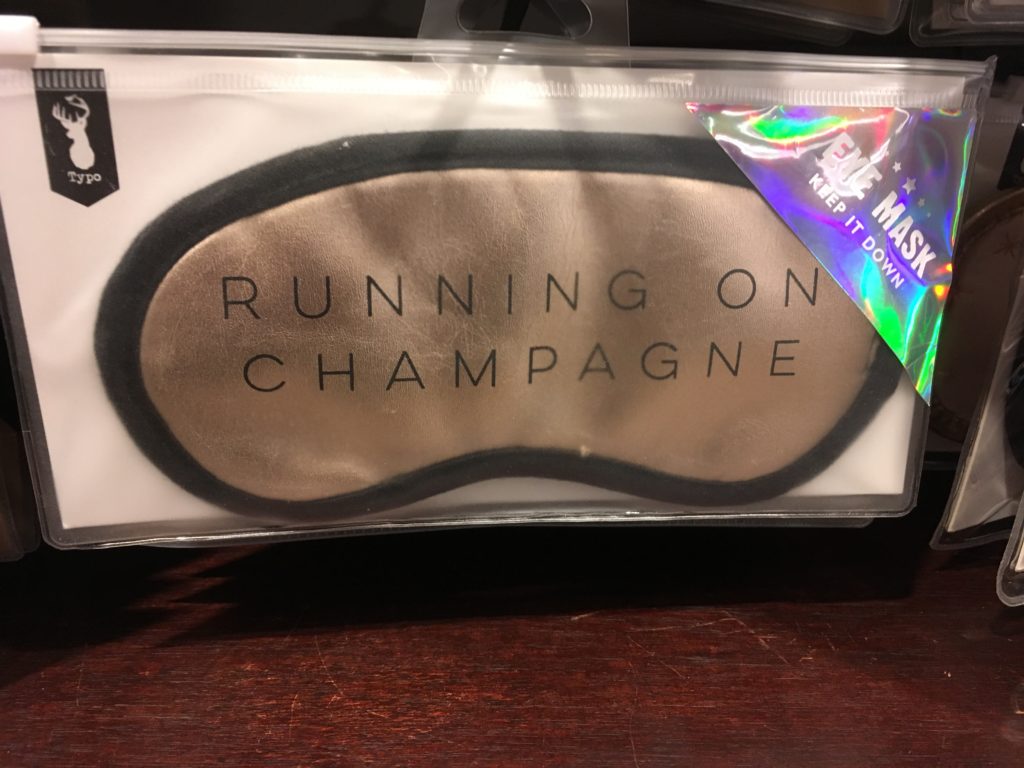 Typo
EYE MASK
KEEP IT DOWN
RUNNING ON
CHAMPAGNE